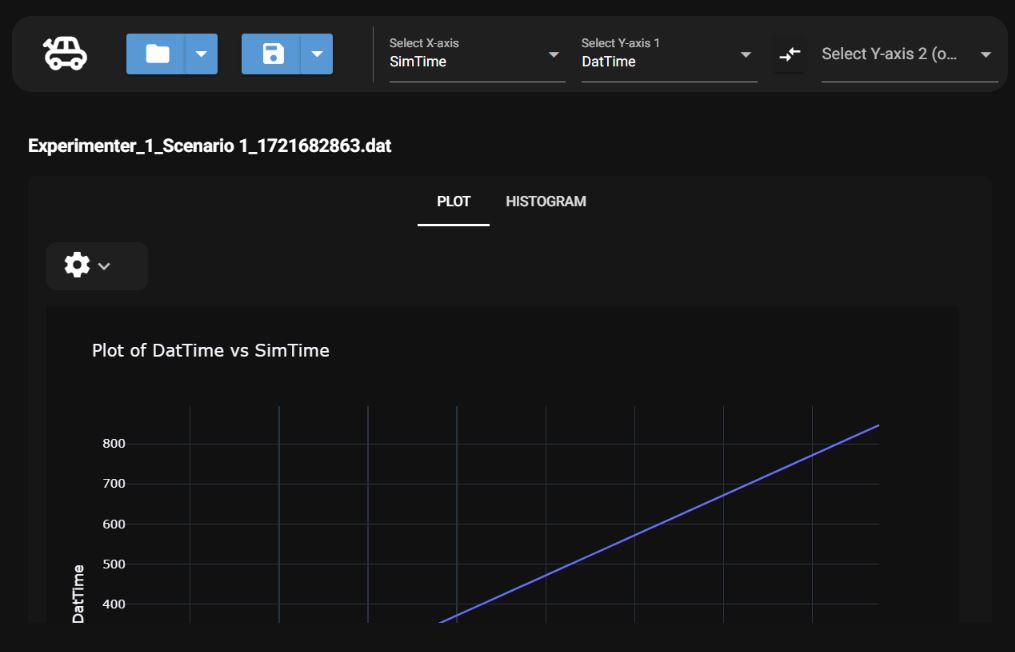 Select X-axis
SimTime
Select Y-axis 1
DatTime
Select Y-axis 2 (o...
Experimenter_1_Scenario 1_1721682863.dat
PLOT
HISTOGRAM
Plot of DatTime vs SimTime
800
700
600
500
400
DatTime